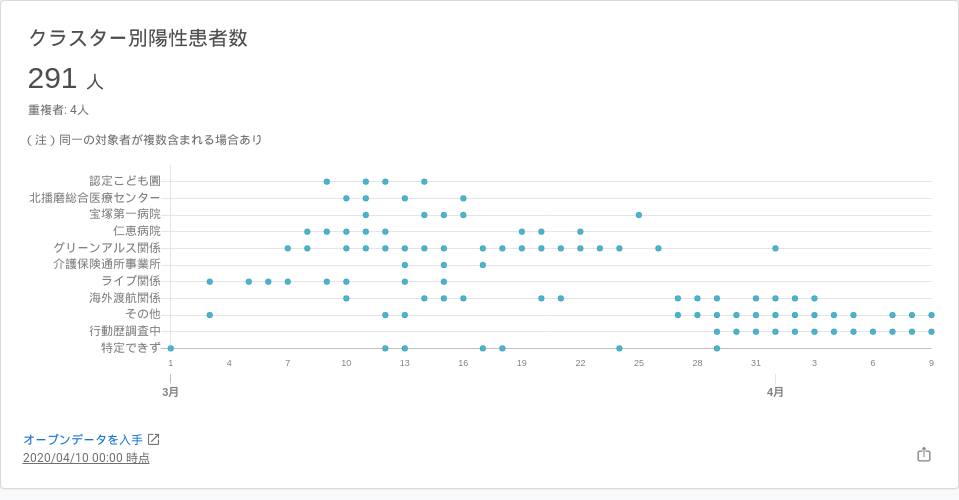 クラスター別陽性患者数
291 人
重複者: 4人
( 注 ) 同一の対象者が複数含まれる場合あり
認定こども園
北播磨総合医療センター
宝塚第一病院
仁恵病院
グリーンアルス関係
介護保険通所事業所
ライブ関係
海外渡航関係
その他
行動歴調査中
特定できず
1 4 7 10 13 16 19 22 25 28 31 3 6 9
3月 4月
オープンデータを入手
2020/04/10 00:00 時点